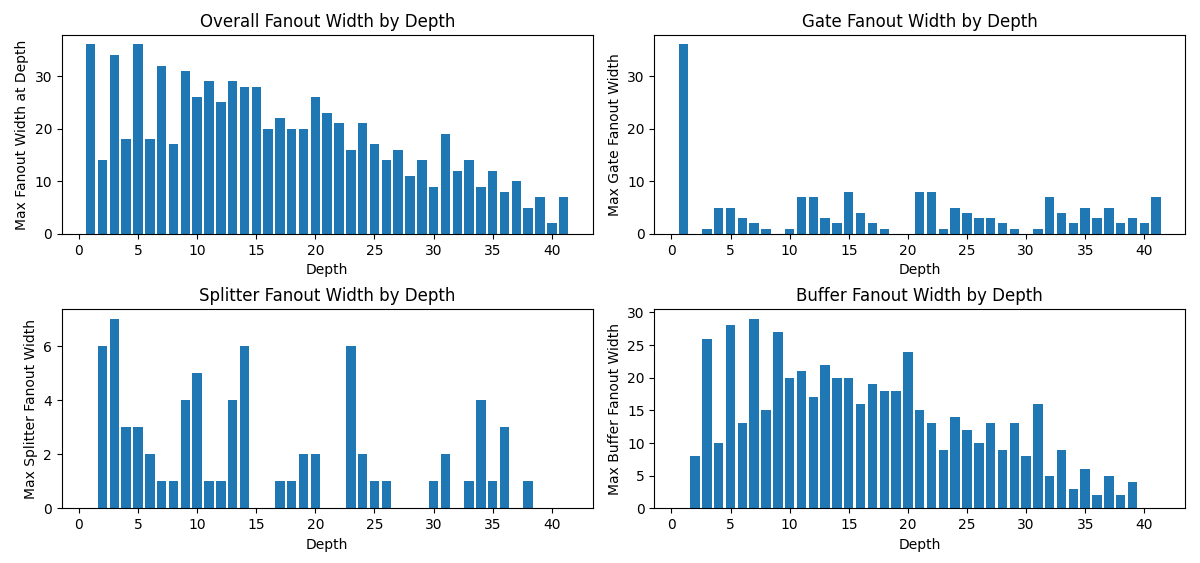 Overall Fanout Width by Depth
Max Fanout Width at Depth
30
20
10
0
0 5 10 15 20 25 30 35 40
Depth
Gate Fanout Width by Depth
Max Gate Fanout Width
30
20
10
0
0 5 10 15 20 25 30 35 40
Depth
Splitter Fanout Width by Depth
Max Splitter Fanout Width
6
4
2
0
0 5 10 15 20 25 30 35 40
Depth
Buffer Fanout Width by Depth
Max Buffer Fanout Width
30
25
20
15
10
5
0
0 5 10 15 20 25 30 35 40
Depth